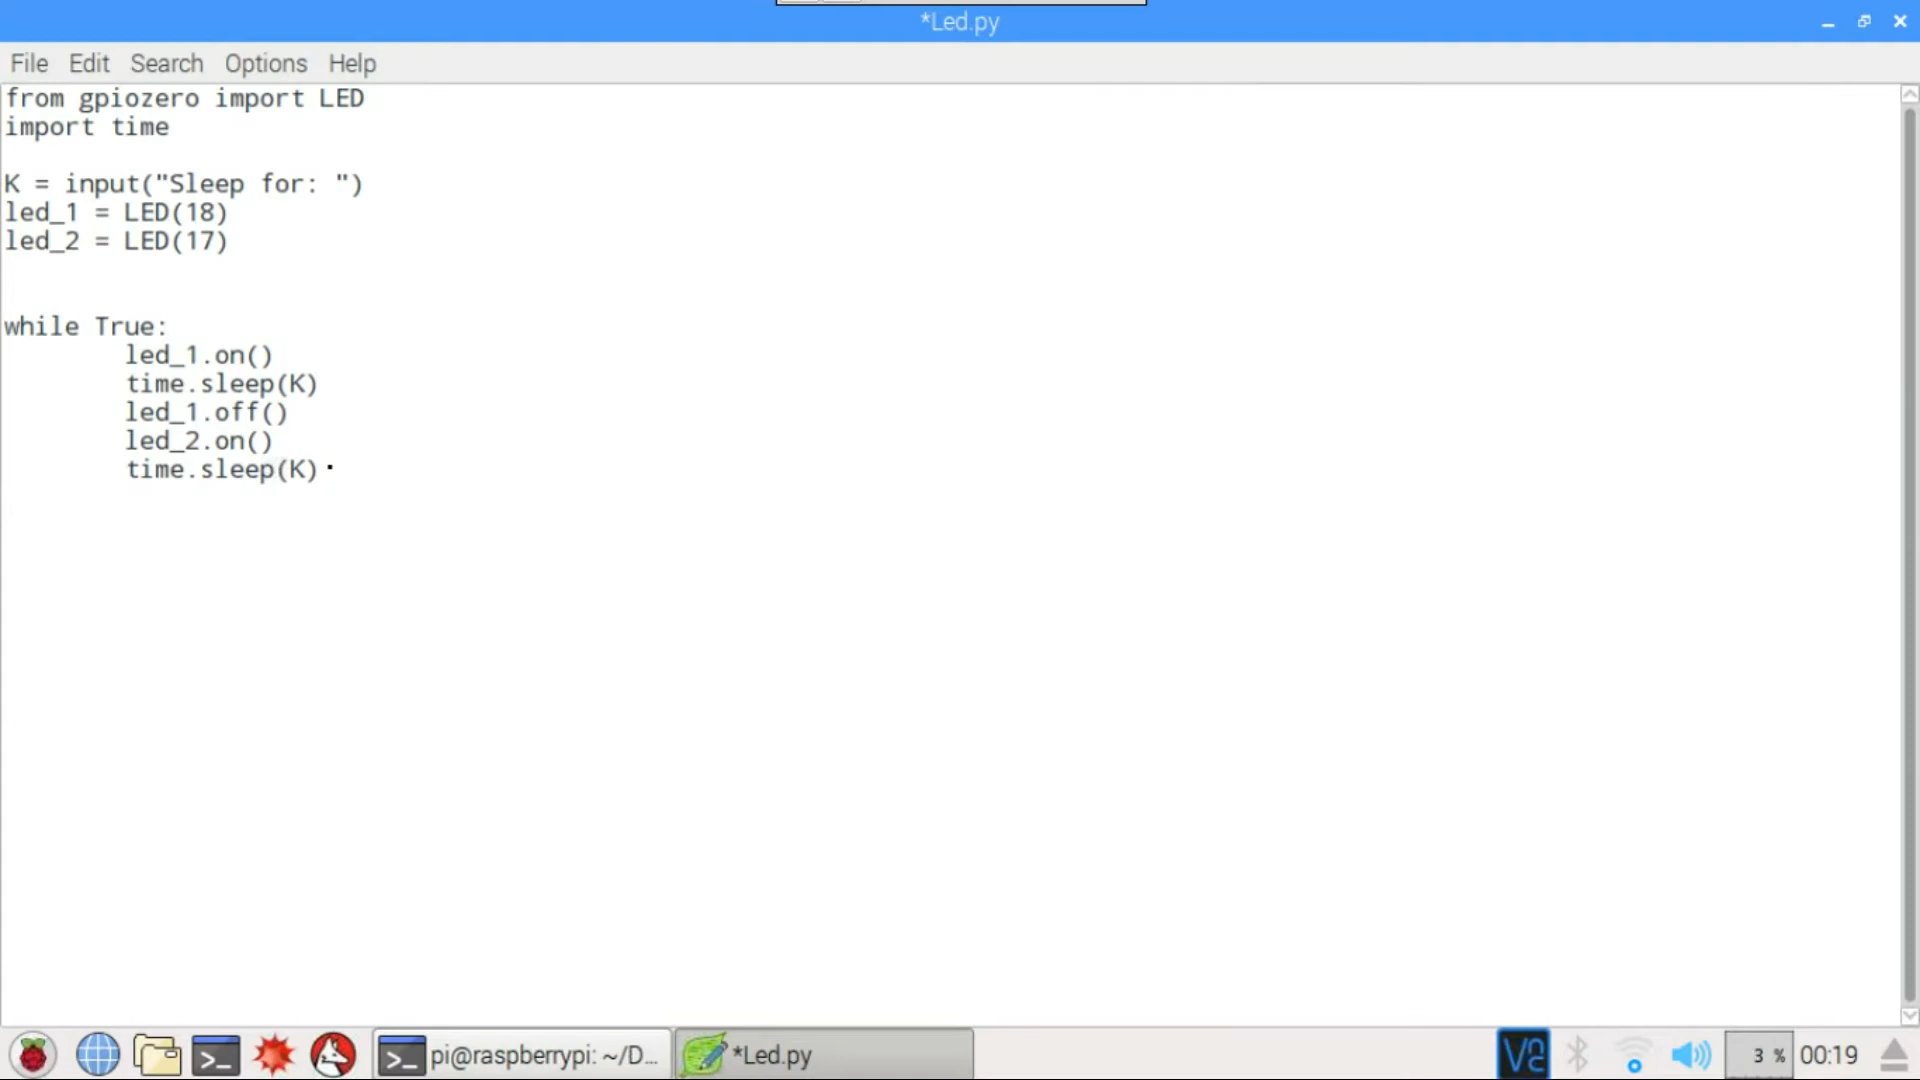 *Led.py
File Edit Search Options Help
from gpiozero import LED
import time
K = input("Sleep for: ")
led_1 = LED(18)
led_2 = LED(17)
while True:
led_1.on()
time.sleep(K)
led_1.off()
led_2.on()
time.sleep(K)
pi@raspberrypi: ~/D... *Led.py 3 % 00:19